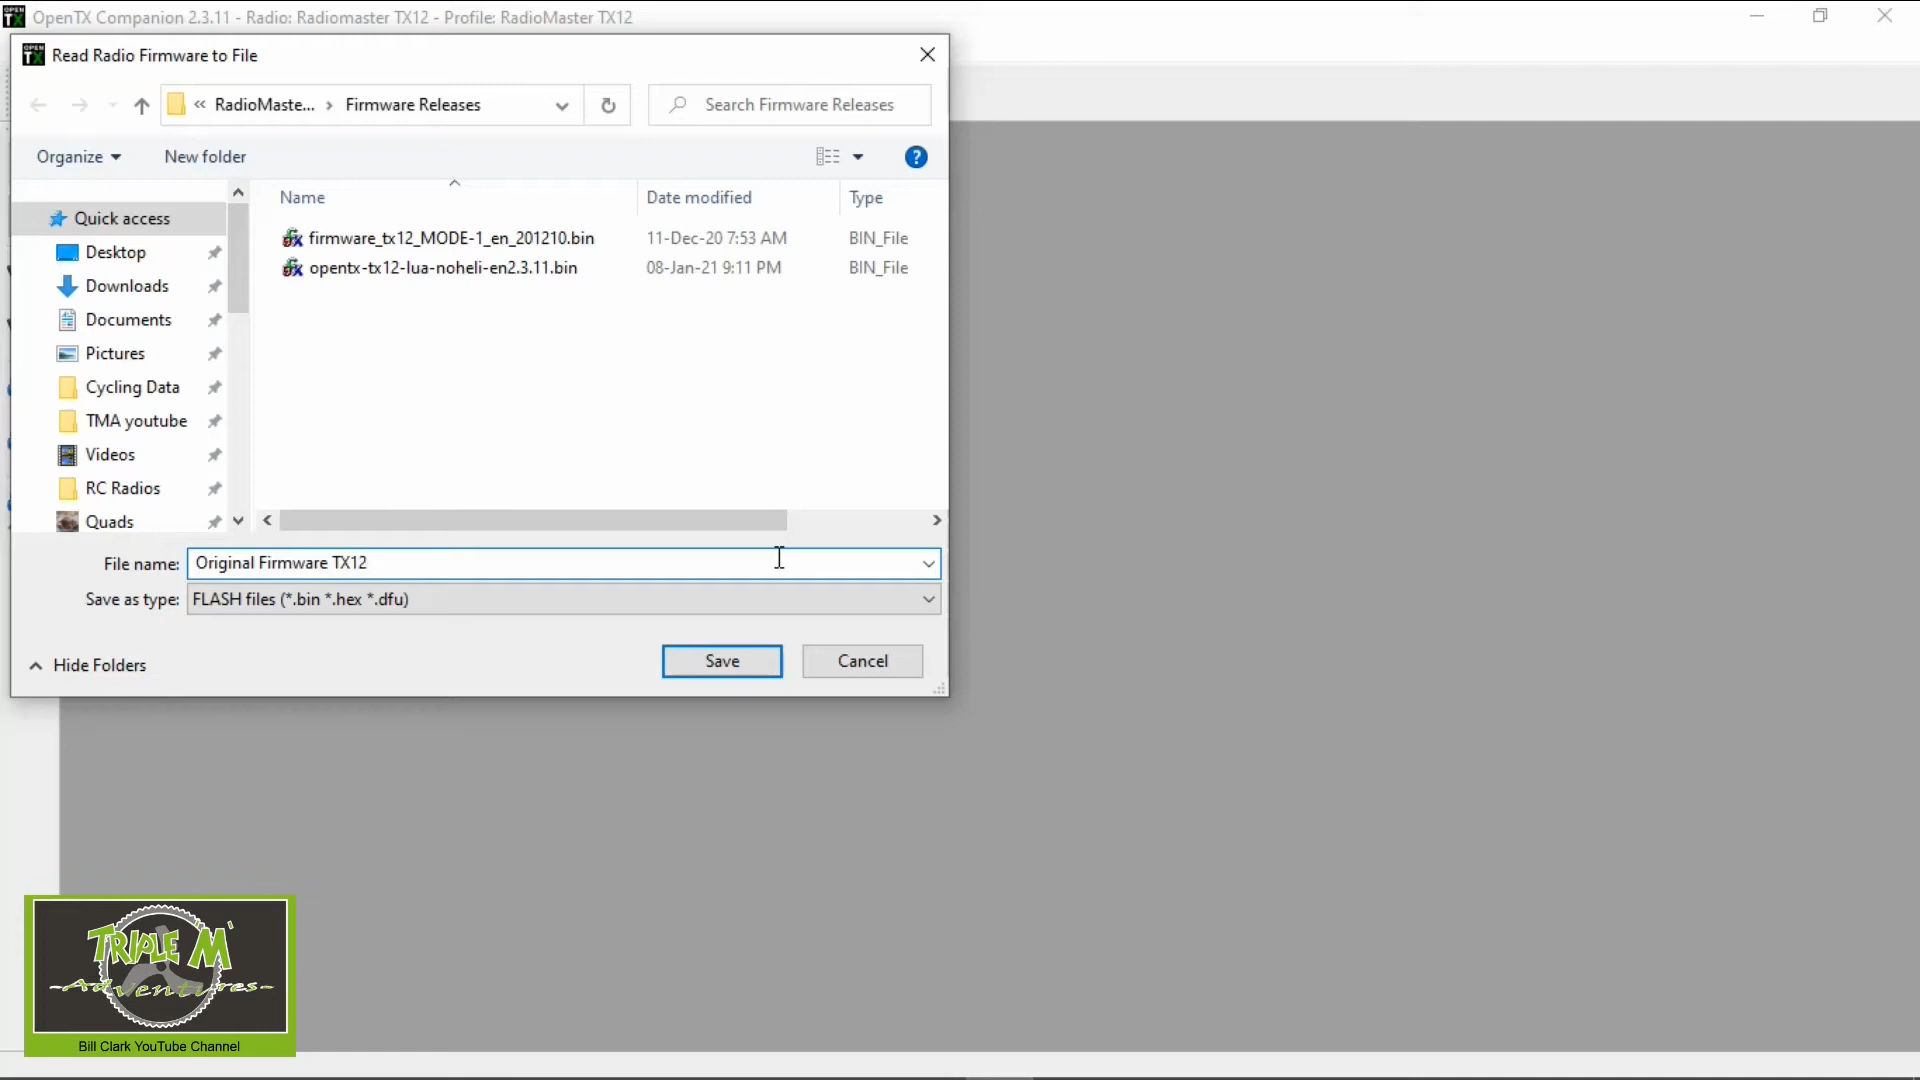 OpenTX Companion 2.3.11 - Radio: Radiomaster TX12 - Profile: RadioMaster TX12
Read Radio Firmware to File
« RadioMaste... › Firmware Releases
Search Firmware Releases
Organize
New folder
Name Date modified Type
Quick access
Desktop
Downloads
Documents
Pictures
Cycling Data
TMA youtube
Videos
RC Radios
Quads
firmware_tx12_MODE-1_en_201210.bin 11-Dec-20 7:53 AM BIN_File
opentx-tx12-lua-noheli-en2.3.11.bin 08-Jan-21 9:11 PM BIN_File
File name: Original Firmware TX12
Save as type: FLASH files (*.bin *.hex *.dfu)
Hide Folders
Save
Cancel
TRIPLE M
-Adventures-
Bill Clark YouTube Channel